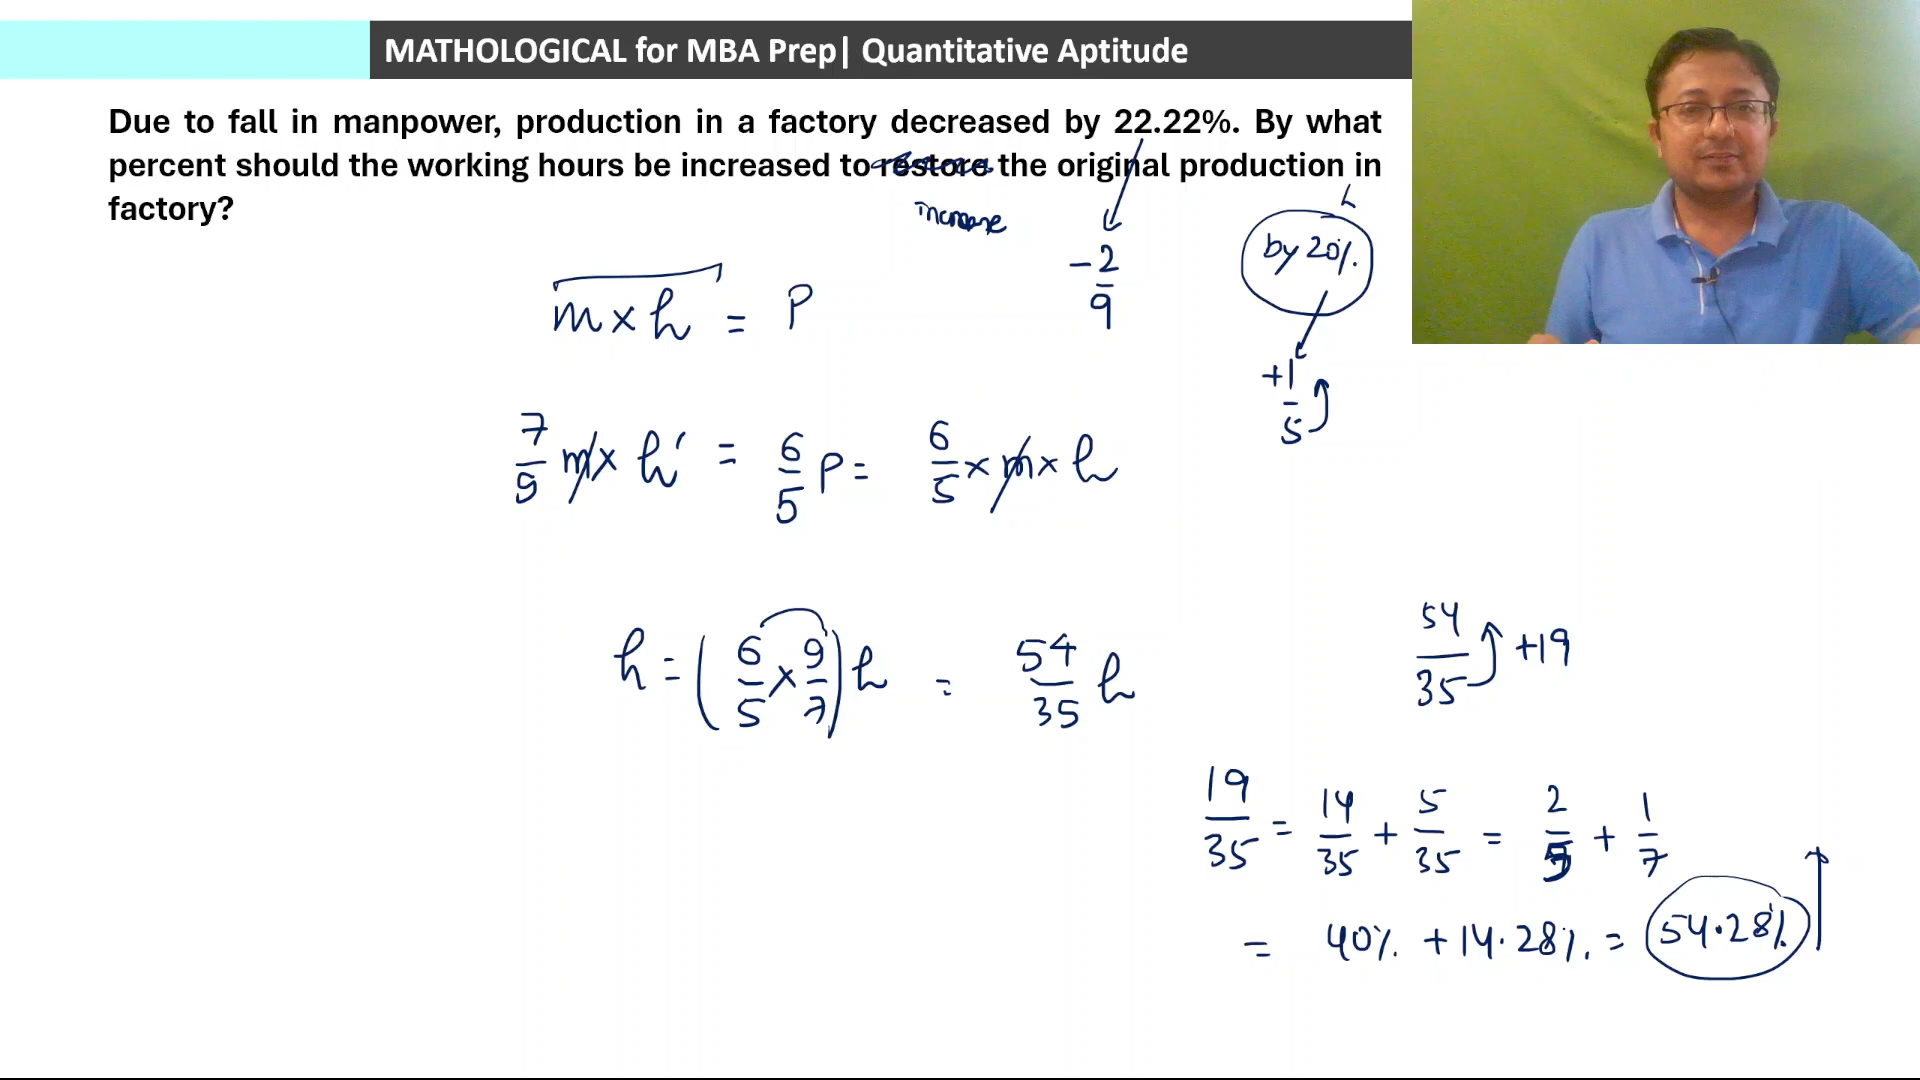 MATHOLOGICAL for MBA Prep| Quantitative Aptitude
Due to fall in manpower, production in a factory decreased by 22.22%. By what
percent should the working hours be increased to restore the original production in
factory?
increase
by 20%.
-2/9
m × h = P
+1/5
7/9 m × h' = 6/5 P = 6/5 × m × h
h = (6/5 × 9/7) h = 54/35 h
54/35 +19
19/35 = 14/35 + 5/35 = 2/5 + 1/7
= 40% + 14.28% = 54.28%